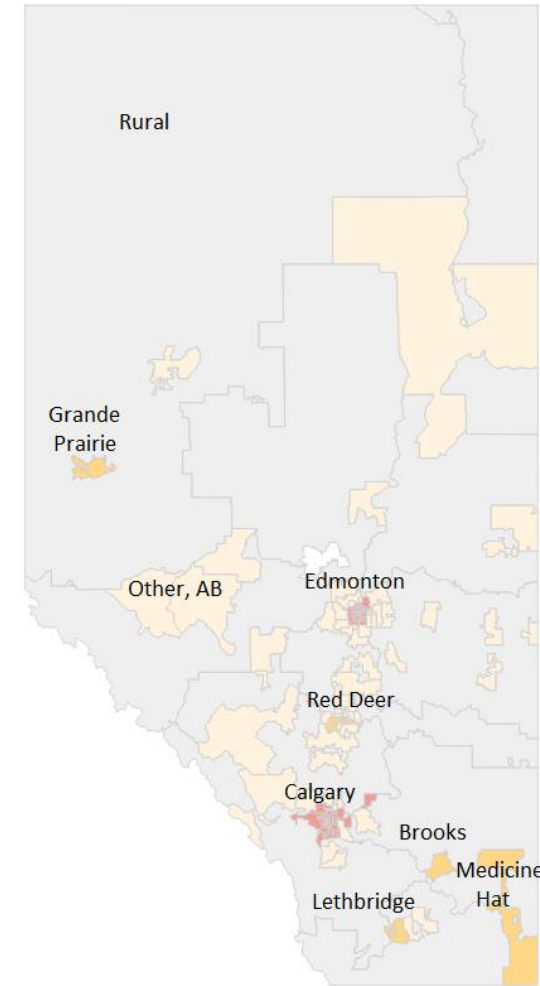 Rural
Grande
Prairie
Other, AB
Edmonton
Red Deer
Calgary
Brooks
Medicine
Hat
Lethbridge